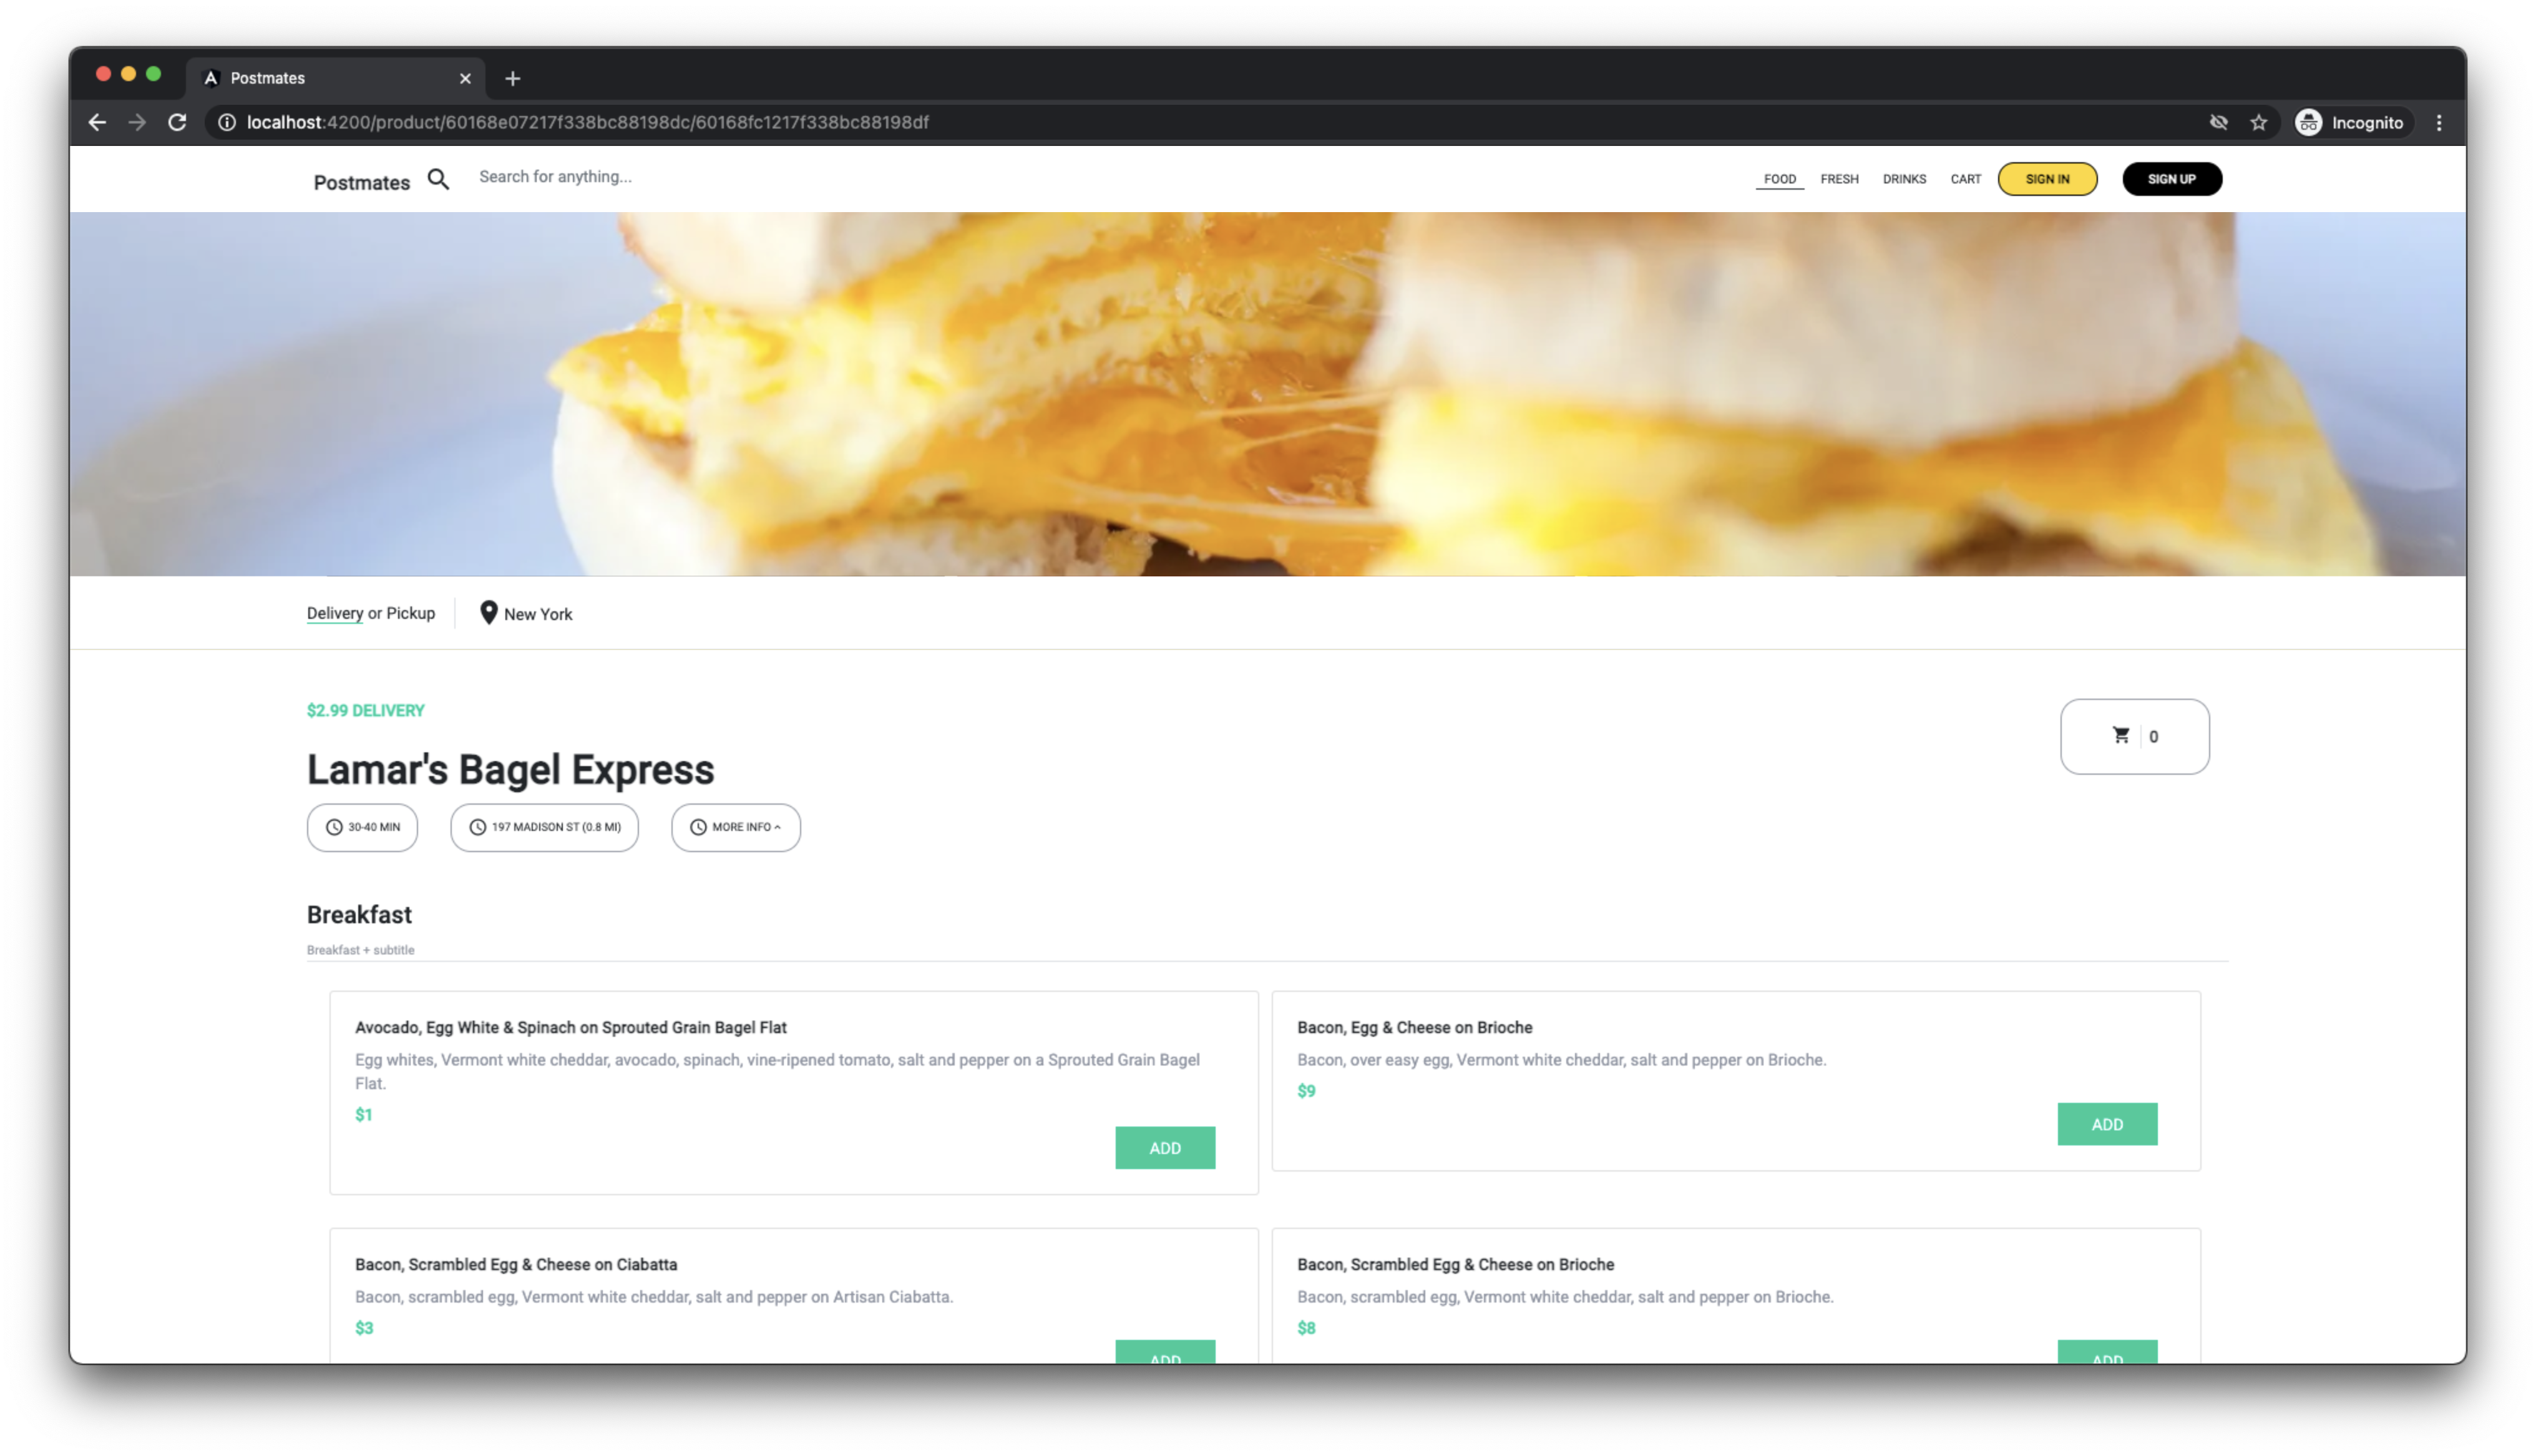 Postmates
localhost:4200/product/60168e07217f338bc88198dc/60168fc1217f338bc88198df
Incognito
Postmates
Search for anything...
FOOD FRESH DRINKS CART SIGN IN SIGN UP
Delivery or Pickup New York
$2.99 DELIVERY
0
Lamar's Bagel Express
30-40 MIN 197 MADISON ST (0.8 MI) MORE INFO
Breakfast
Breakfast + subtitle
Avocado, Egg White & Spinach on Sprouted Grain Bagel Flat
Egg whites, Vermont white cheddar, avocado, spinach, vine-ripened tomato, salt and pepper on a Sprouted Grain Bagel
Flat.
$1
ADD
Bacon, Egg & Cheese on Brioche
Bacon, over easy egg, Vermont white cheddar, salt and pepper on Brioche.
$9
ADD
Bacon, Scrambled Egg & Cheese on Ciabatta
Bacon, scrambled egg, Vermont white cheddar, salt and pepper on Artisan Ciabatta.
$3
ADD
Bacon, Scrambled Egg & Cheese on Brioche
Bacon, scrambled egg, Vermont white cheddar, salt and pepper on Brioche.
$8
ADD